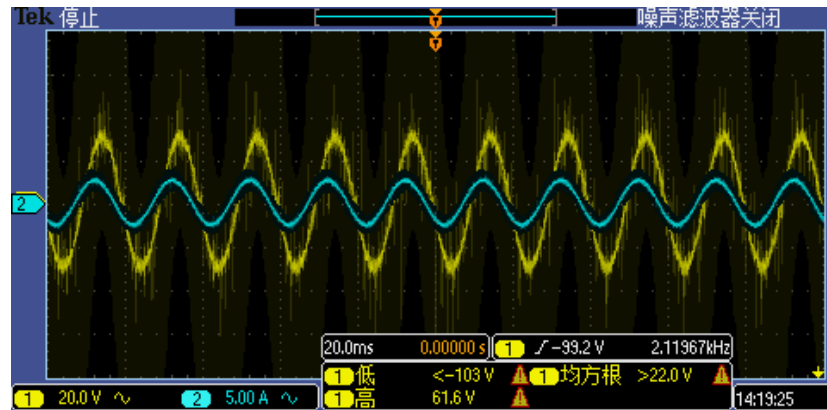 Tek 停止 噪声滤波器关闭
2
20.0ms 0.00000 s 1 -99.2 V 2.11967kHz
1 低 <-103 V 1 均方根 >22.0 V
1 20.0 V 2 5.00 A 1 高 61.6 V 14:19:25